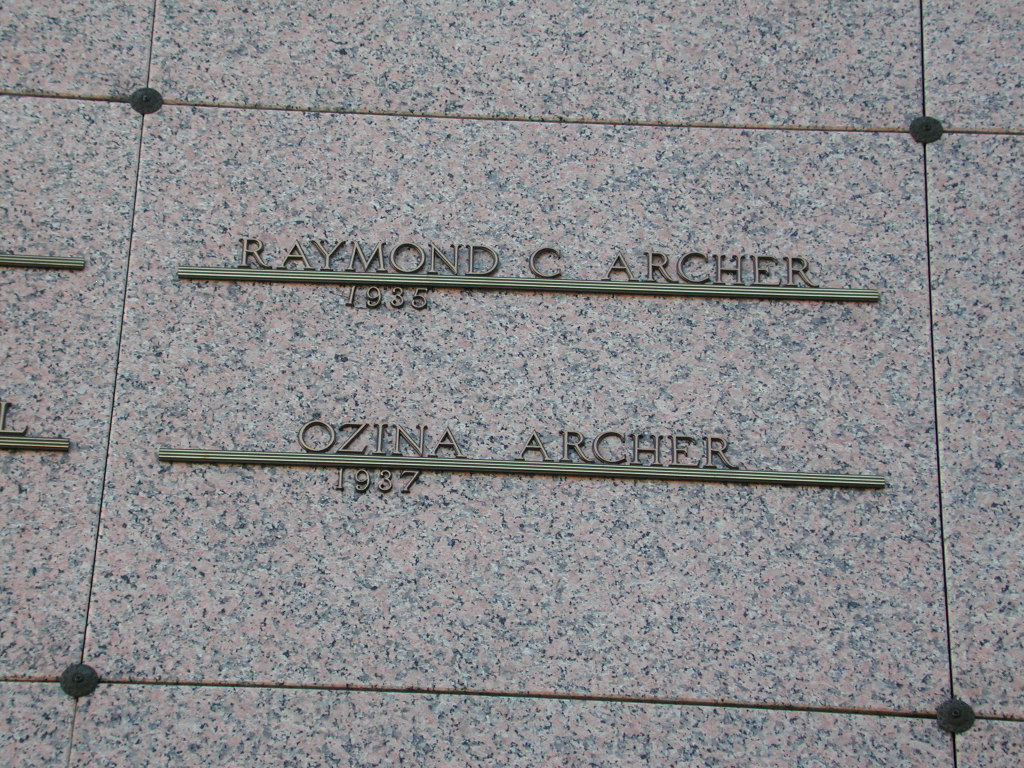 RAYMOND C ARCHER
1935
L
OZINA ARCHER
1937